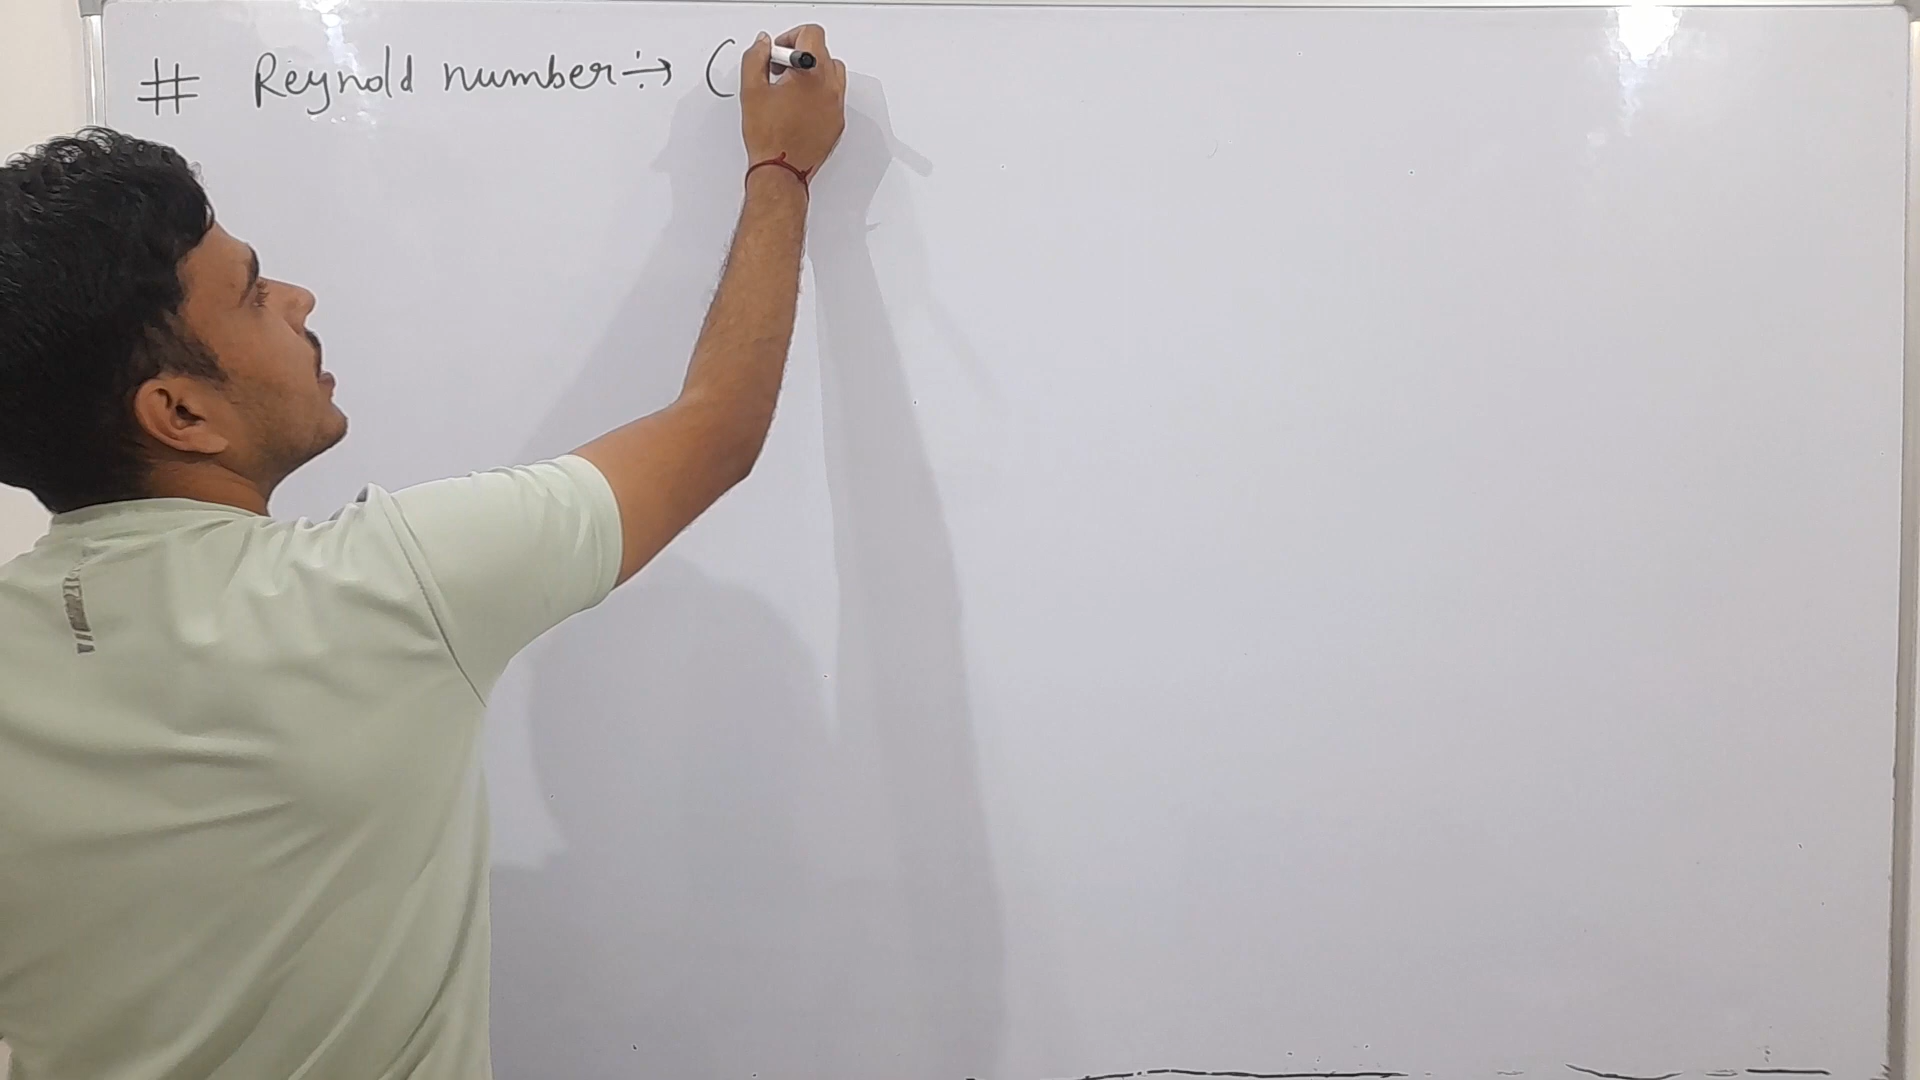 # Reynold number ÷→ (